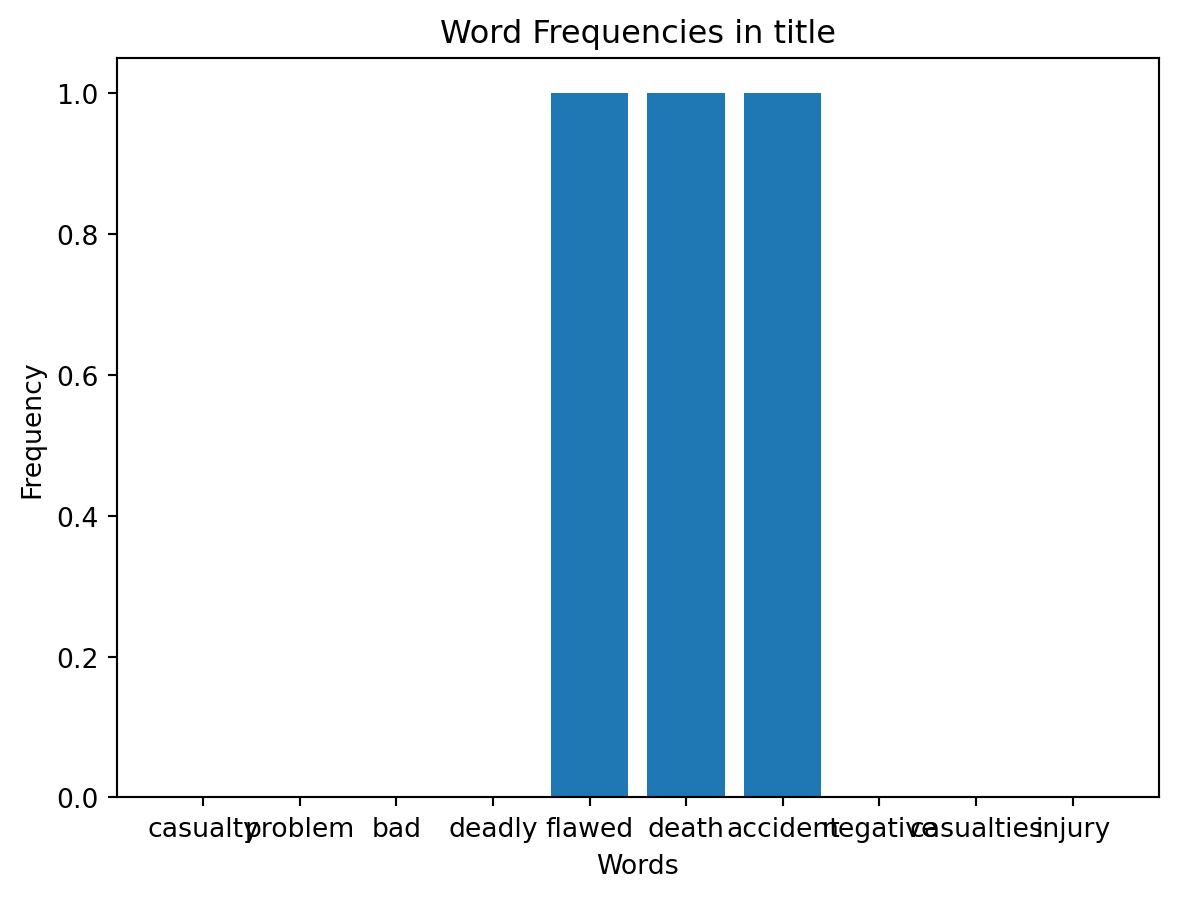 Word Frequencies in title
1.0
0.8
0.6
0.4
0.2
0.0
Frequency
casualty problem bad deadly flawed death accident negative casualties injury
Words